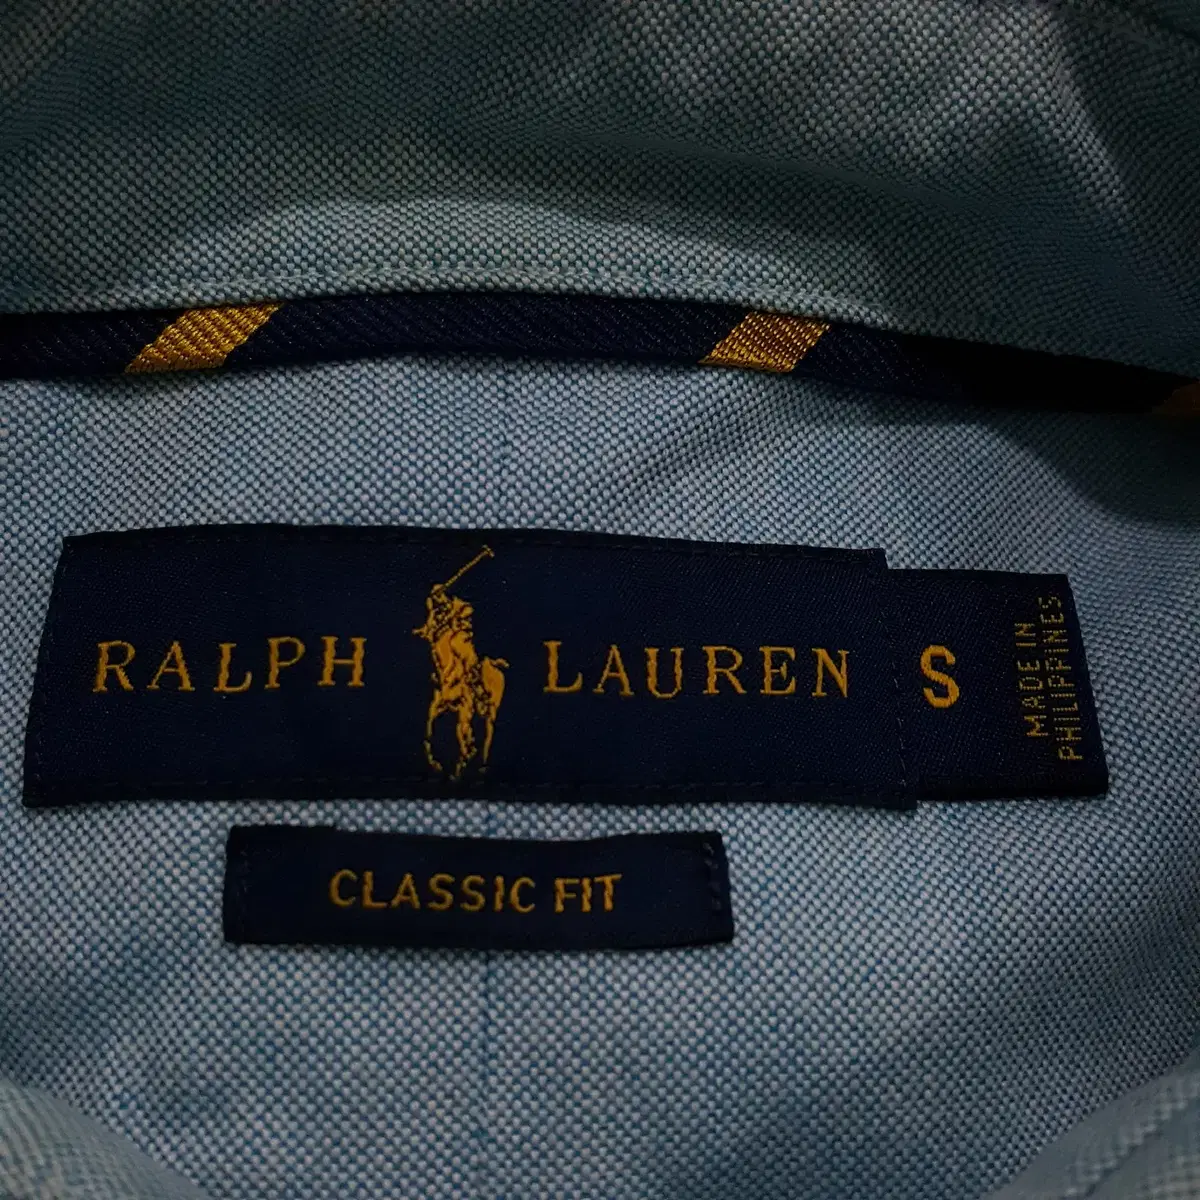 RALPH LAUREN
S
MADE IN
PHILIPPINES
CLASSIC FIT